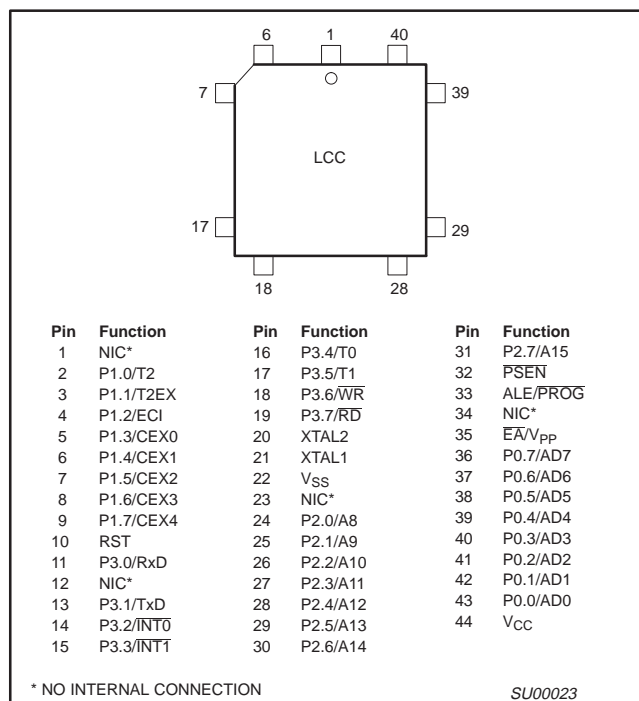 6 1 40
7 39
LCC
17 29
18 28
Pin Function Pin Function Pin Function
1 NIC* 16 P3.4/T0 31 P2.7/A15
2 P1.0/T2 17 P3.5/T1 32 P̅S̅E̅N̅
3 P1.1/T2EX 18 P3.6/W̅R̅ 33 ALE/P̅R̅O̅G̅
4 P1.2/ECI 19 P3.7/R̅D̅ 34 NIC*
5 P1.3/CEX0 20 XTAL2 35 E̅A̅/VPP
6 P1.4/CEX1 21 XTAL1 36 P0.7/AD7
7 P1.5/CEX2 22 VSS 37 P0.6/AD6
8 P1.6/CEX3 23 NIC* 38 P0.5/AD5
9 P1.7/CEX4 24 P2.0/A8 39 P0.4/AD4
10 RST 25 P2.1/A9 40 P0.3/AD3
11 P3.0/RxD 26 P2.2/A10 41 P0.2/AD2
12 NIC* 27 P2.3/A11 42 P0.1/AD1
13 P3.1/TxD 28 P2.4/A12 43 P0.0/AD0
14 P3.2/I̅N̅T̅0̅ 29 P2.5/A13 44 VCC
15 P3.3/I̅N̅T̅1̅ 30 P2.6/A14
* NO INTERNAL CONNECTION SU00023